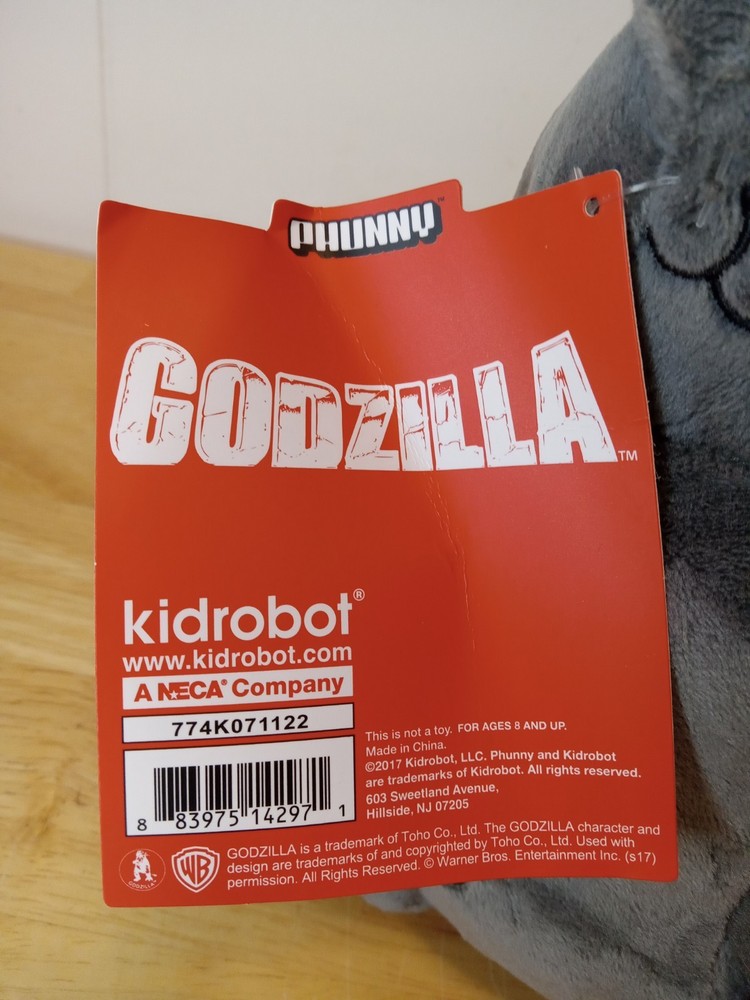 PHUNNY™
GODZILLA™
kidrobot®
www.kidrobot.com
A NECA® Company
774K071122
8 83975 14297 1
This is not a toy. FOR AGES 8 AND UP.
Made in China.
©2017 Kidrobot, LLC. Phunny and Kidrobot
are trademarks of Kidrobot. All rights reserved.
603 Sweetland Avenue,
Hillside, NJ 07205
GODZILLA
WB
GODZILLA is a trademark of Toho Co., Ltd. The GODZILLA character and
design are trademarks of and copyrighted by Toho Co., Ltd. Used with
permission. All Rights Reserved. © Warner Bros. Entertainment Inc. (s17)